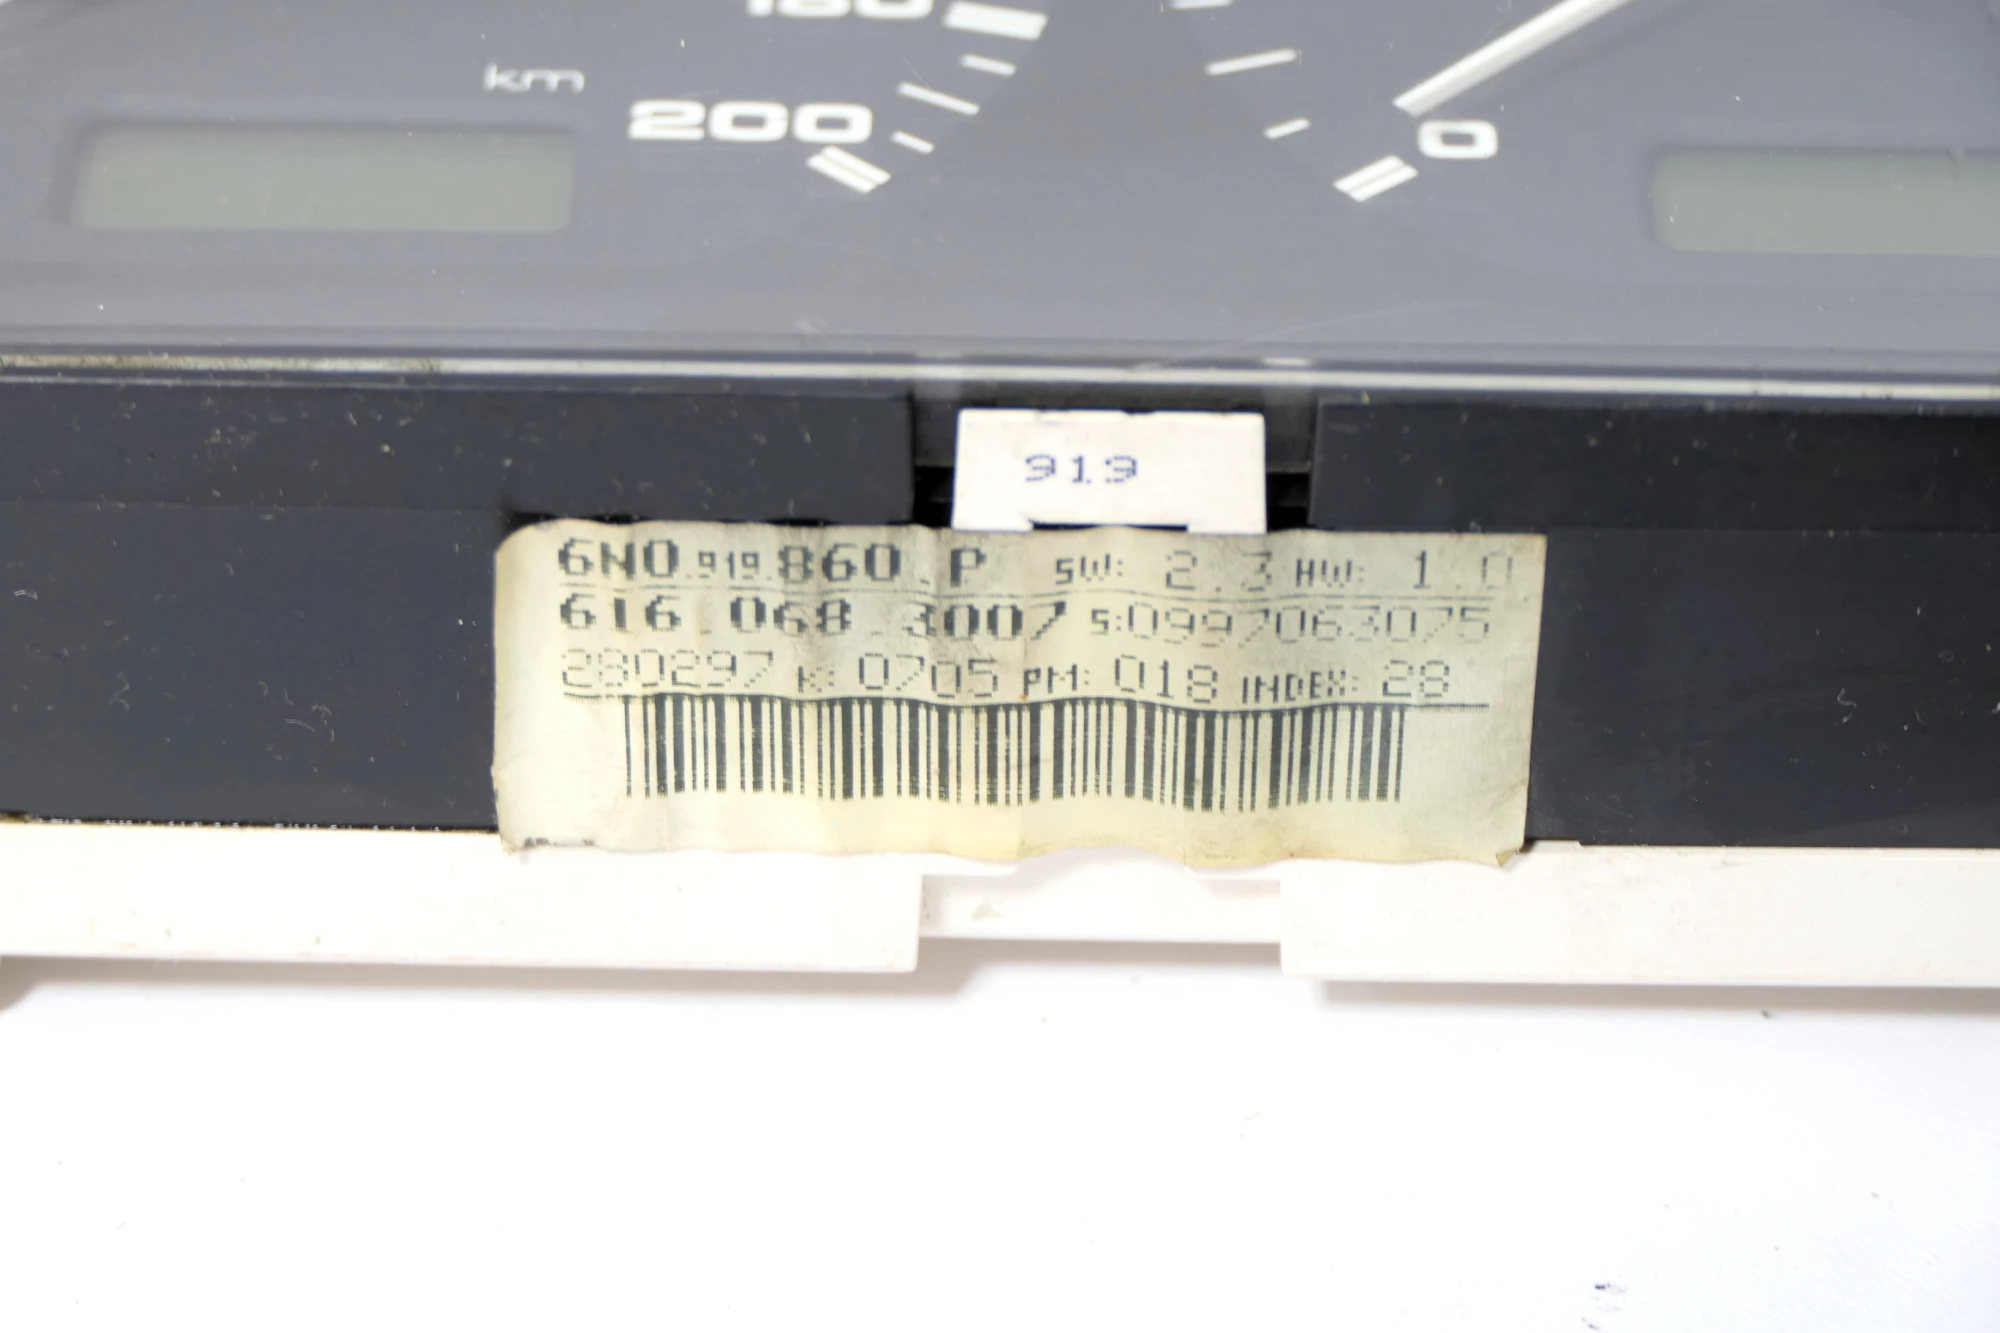 160
km
200
0
919
6N0.919.860.P SW: 2.3 HW: 1.0
616.068.3007 S:0997063075
280297 K: 0705 PM: 018 INDEX: 28